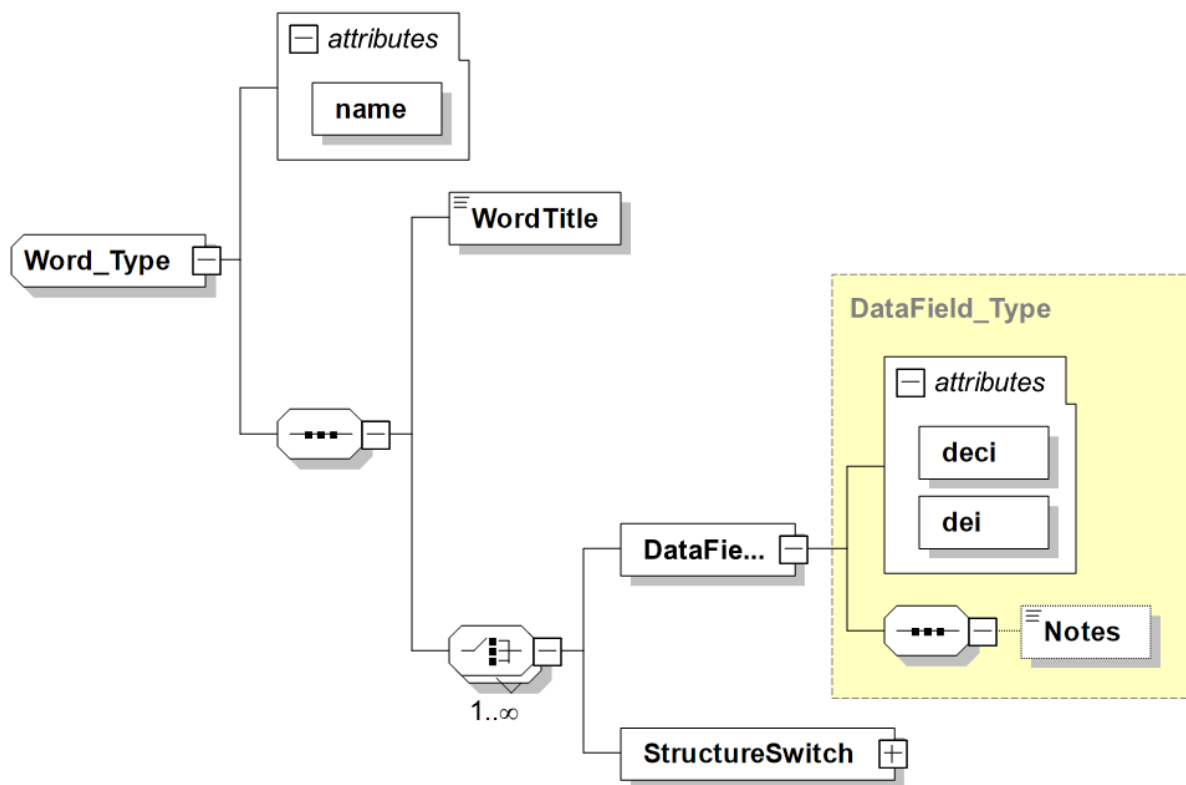 attributes
name
WordTitle
Word_Type
DataField_Type
attributes
deci
dei
DataFie...
Notes
1..∞
StructureSwitch